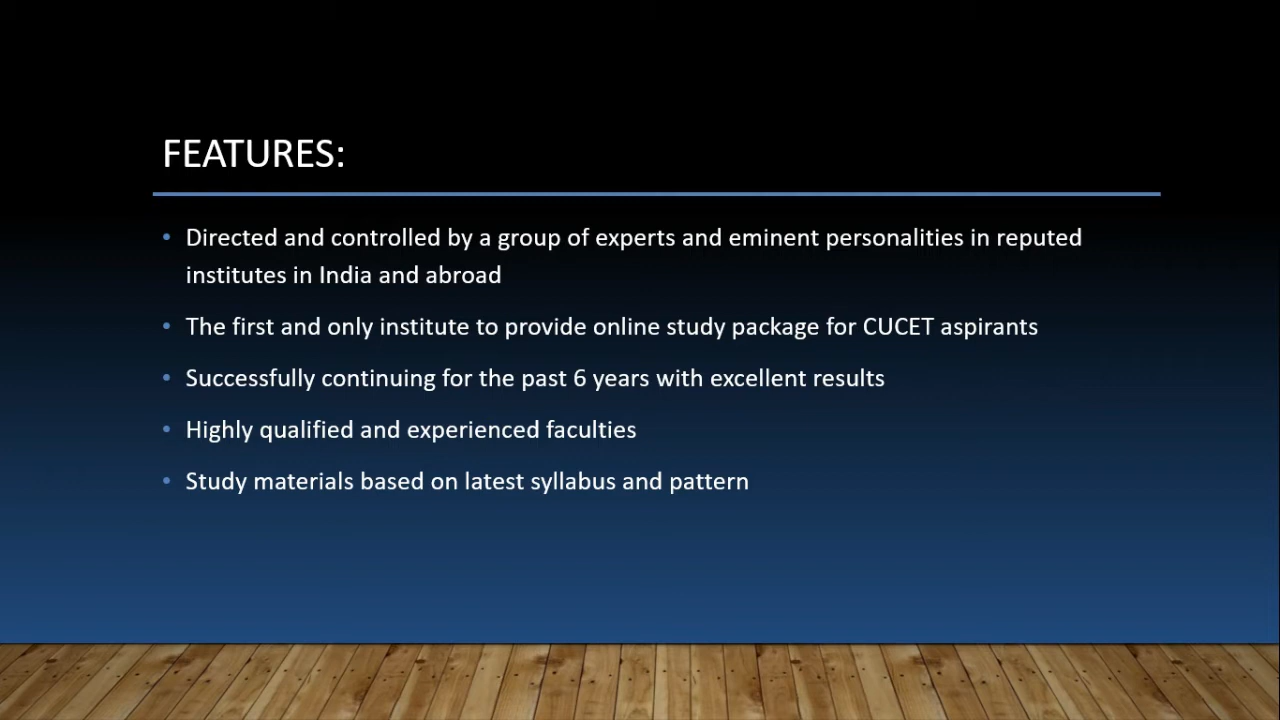 FEATURES:
• Directed and controlled by a group of experts and eminent personalities in reputed
institutes in India and abroad
• The first and only institute to provide online study package for CUCET aspirants
• Successfully continuing for the past 6 years with excellent results
• Highly qualified and experienced faculties
• Study materials based on latest syllabus and pattern